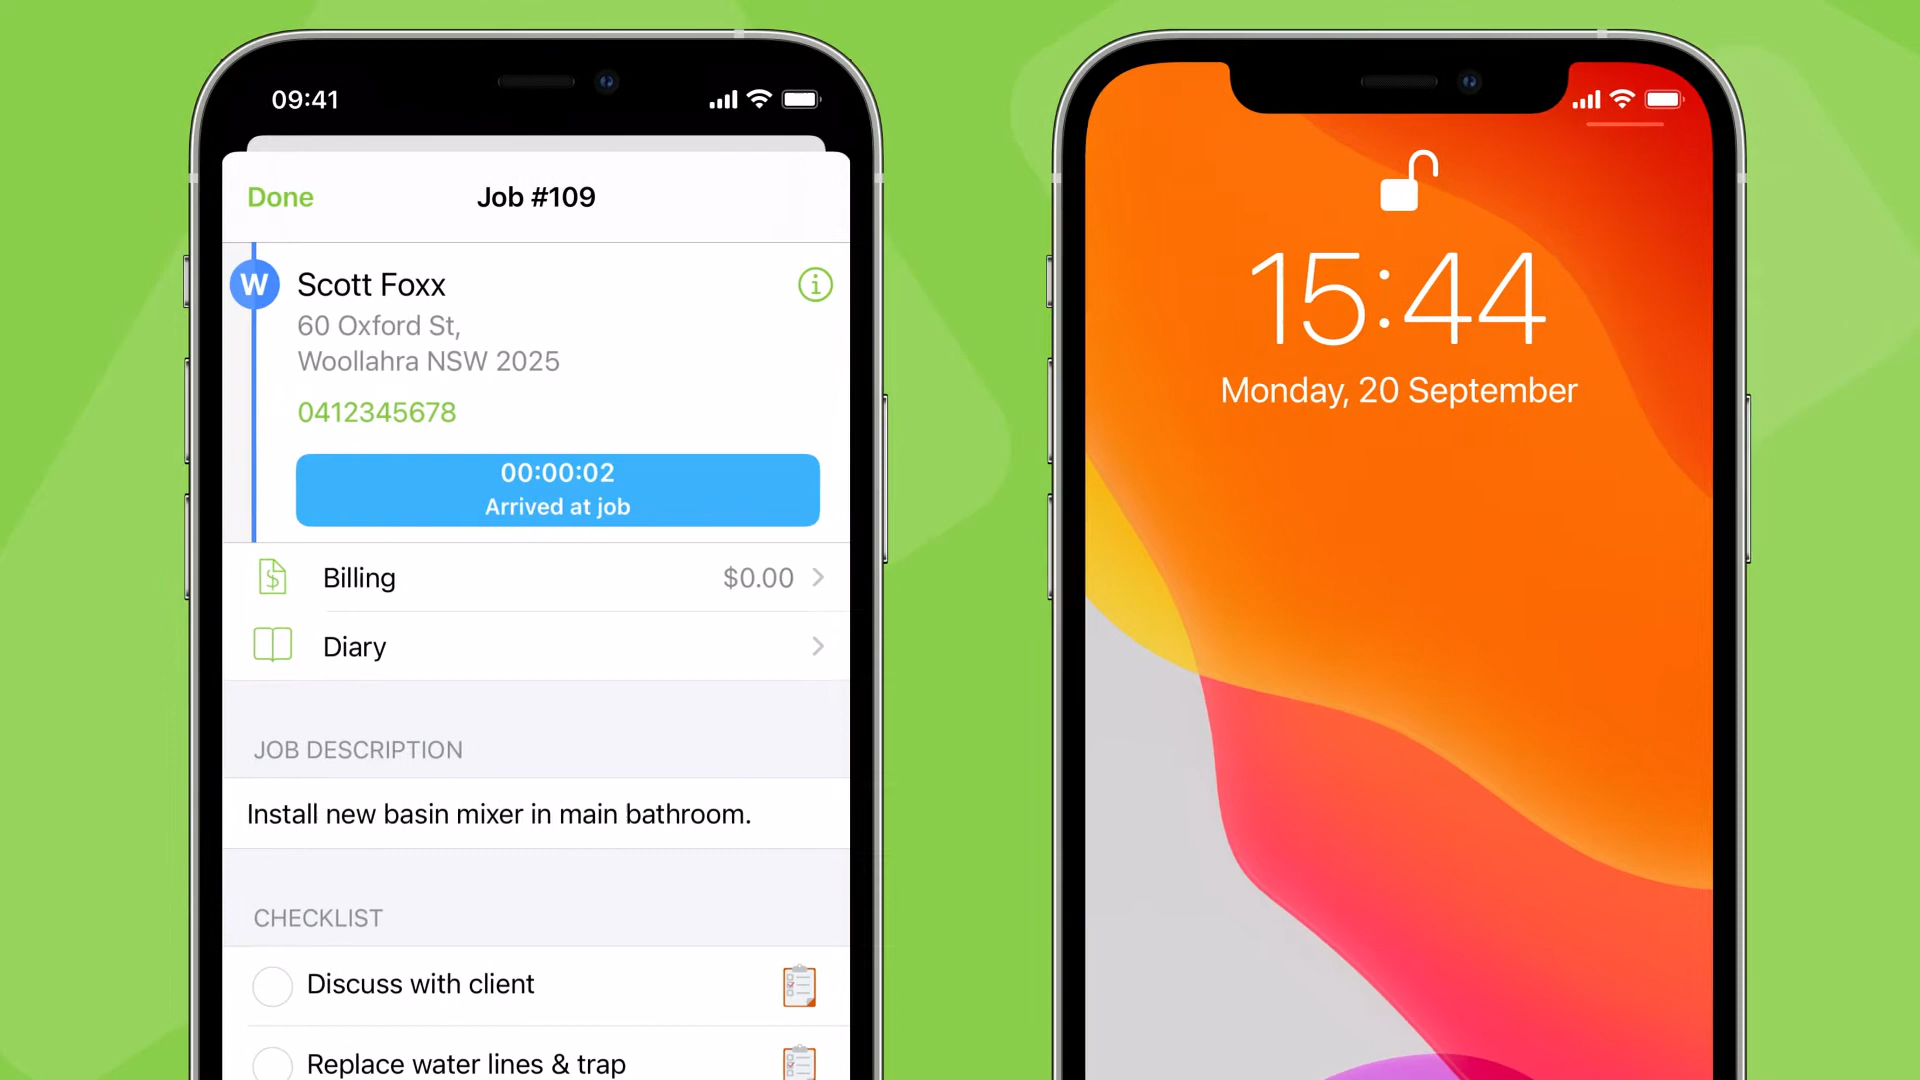 09:41
Done
Job #109
W
Scott Foxx
60 Oxford St,
Woollahra NSW 2025
0412345678
00:00:02
Arrived at job
Billing
$0.00
Diary
JOB DESCRIPTION
Install new basin mixer in main bathroom.
CHECKLIST
Discuss with client
Replace water lines & trap
15:44
Monday, 20 September